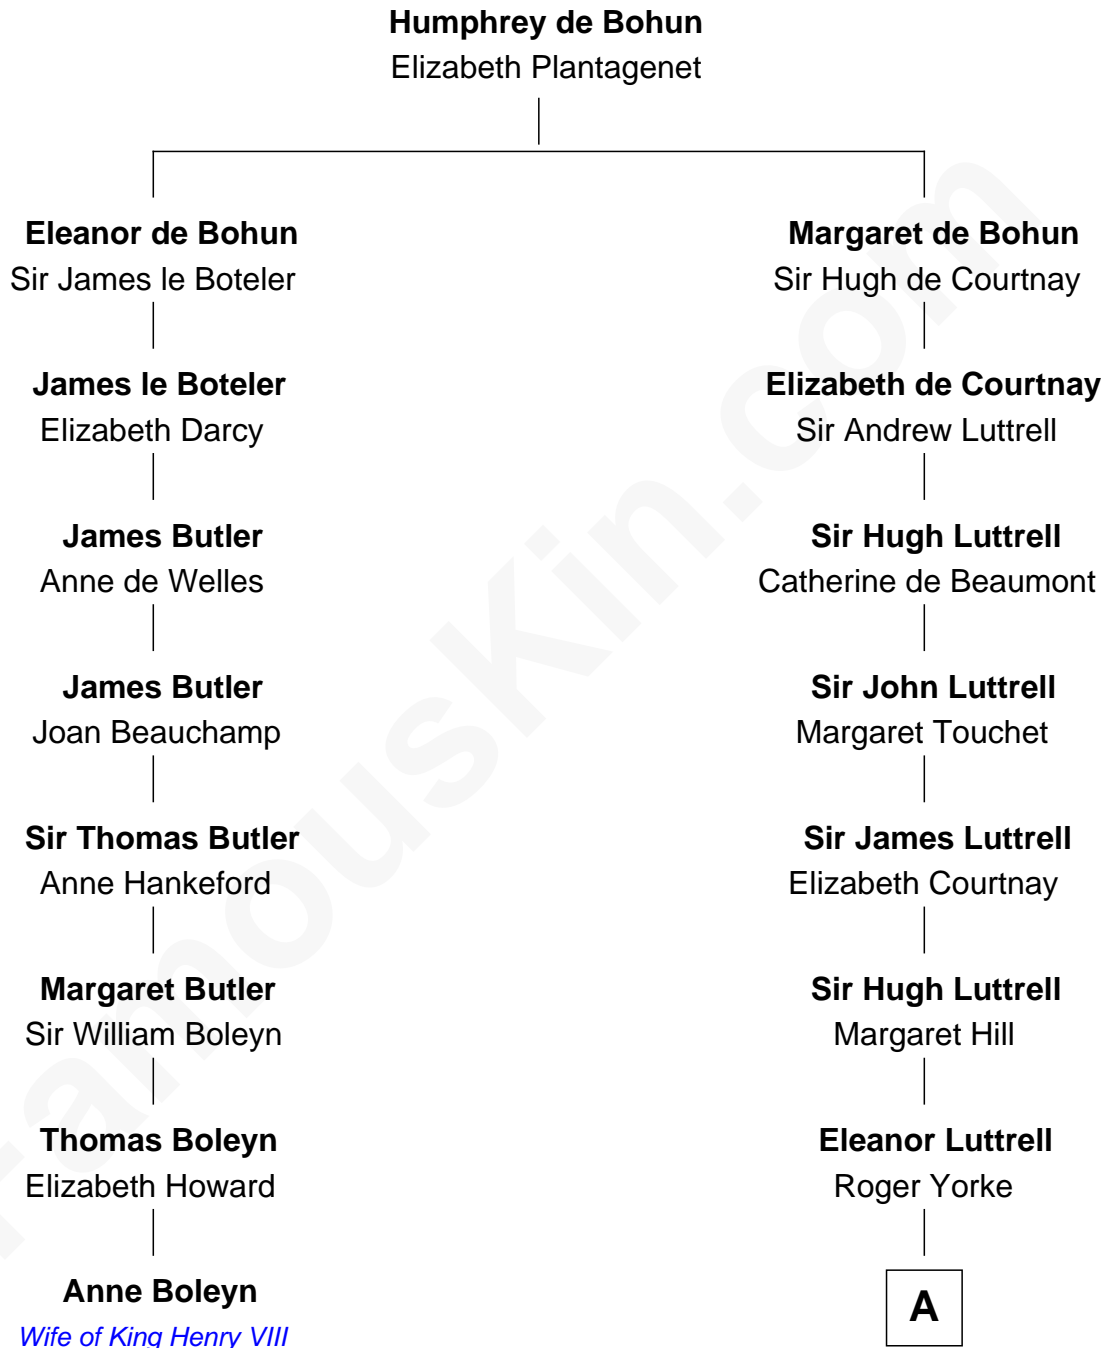 Humphrey de Bohun
Elizabeth Plantagenet
Eleanor de Bohun
Sir James le Boteler
James le Boteler
Elizabeth Darcy
James Butler
Anne de Welles
James Butler
Joan Beauchamp
Sir Thomas Butler
Anne Hankeford
Margaret Butler
Sir William Boleyn
Thomas Boleyn
Elizabeth Howard
Anne Boleyn
Wife of King Henry VIII
Margaret de Bohun
Sir Hugh de Courtnay
Elizabeth de Courtnay
Sir Andrew Luttrell
Sir Hugh Luttrell
Catherine de Beaumont
Sir John Luttrell
Margaret Touchet
Sir James Luttrell
Elizabeth Courtnay
Sir Hugh Luttrell
Margaret Hill
Eleanor Luttrell
Roger Yorke
A
FamousKin.com